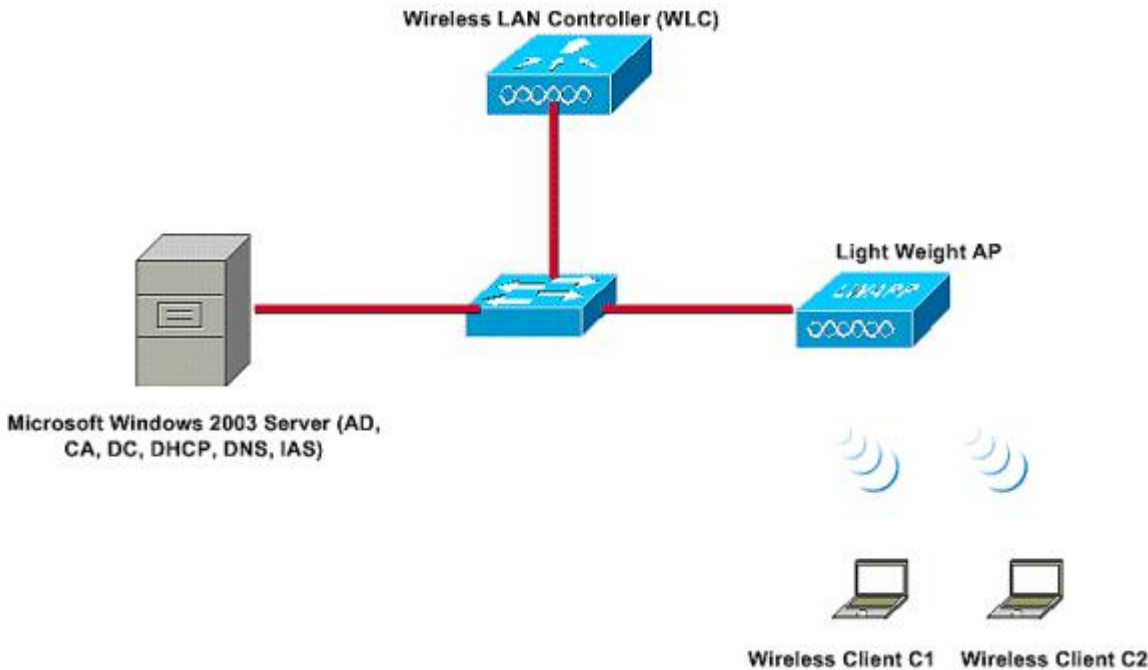 Wireless LAN Controller (WLC)
Light Weight AP
LWAPP
Microsoft Windows 2003 Server (AD,
CA, DC, DHCP, DNS, IAS)
Wireless Client C1
Wireless Client C2